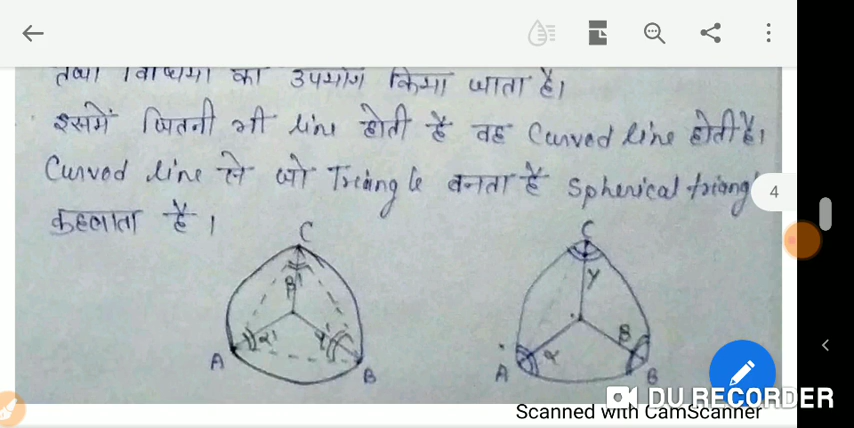 तथा विधियों का उपयोग किया जाता है।
इसमें जितनी भी line होती है वह Curved line होती है।
Curved line से जो Triangle बनता है Spherical triangl
कहलाता है।
4
C
C
β'
γ
A
α'
γ'
B
A
α
β
B
DU RECORDER
Scanned with CamScanner